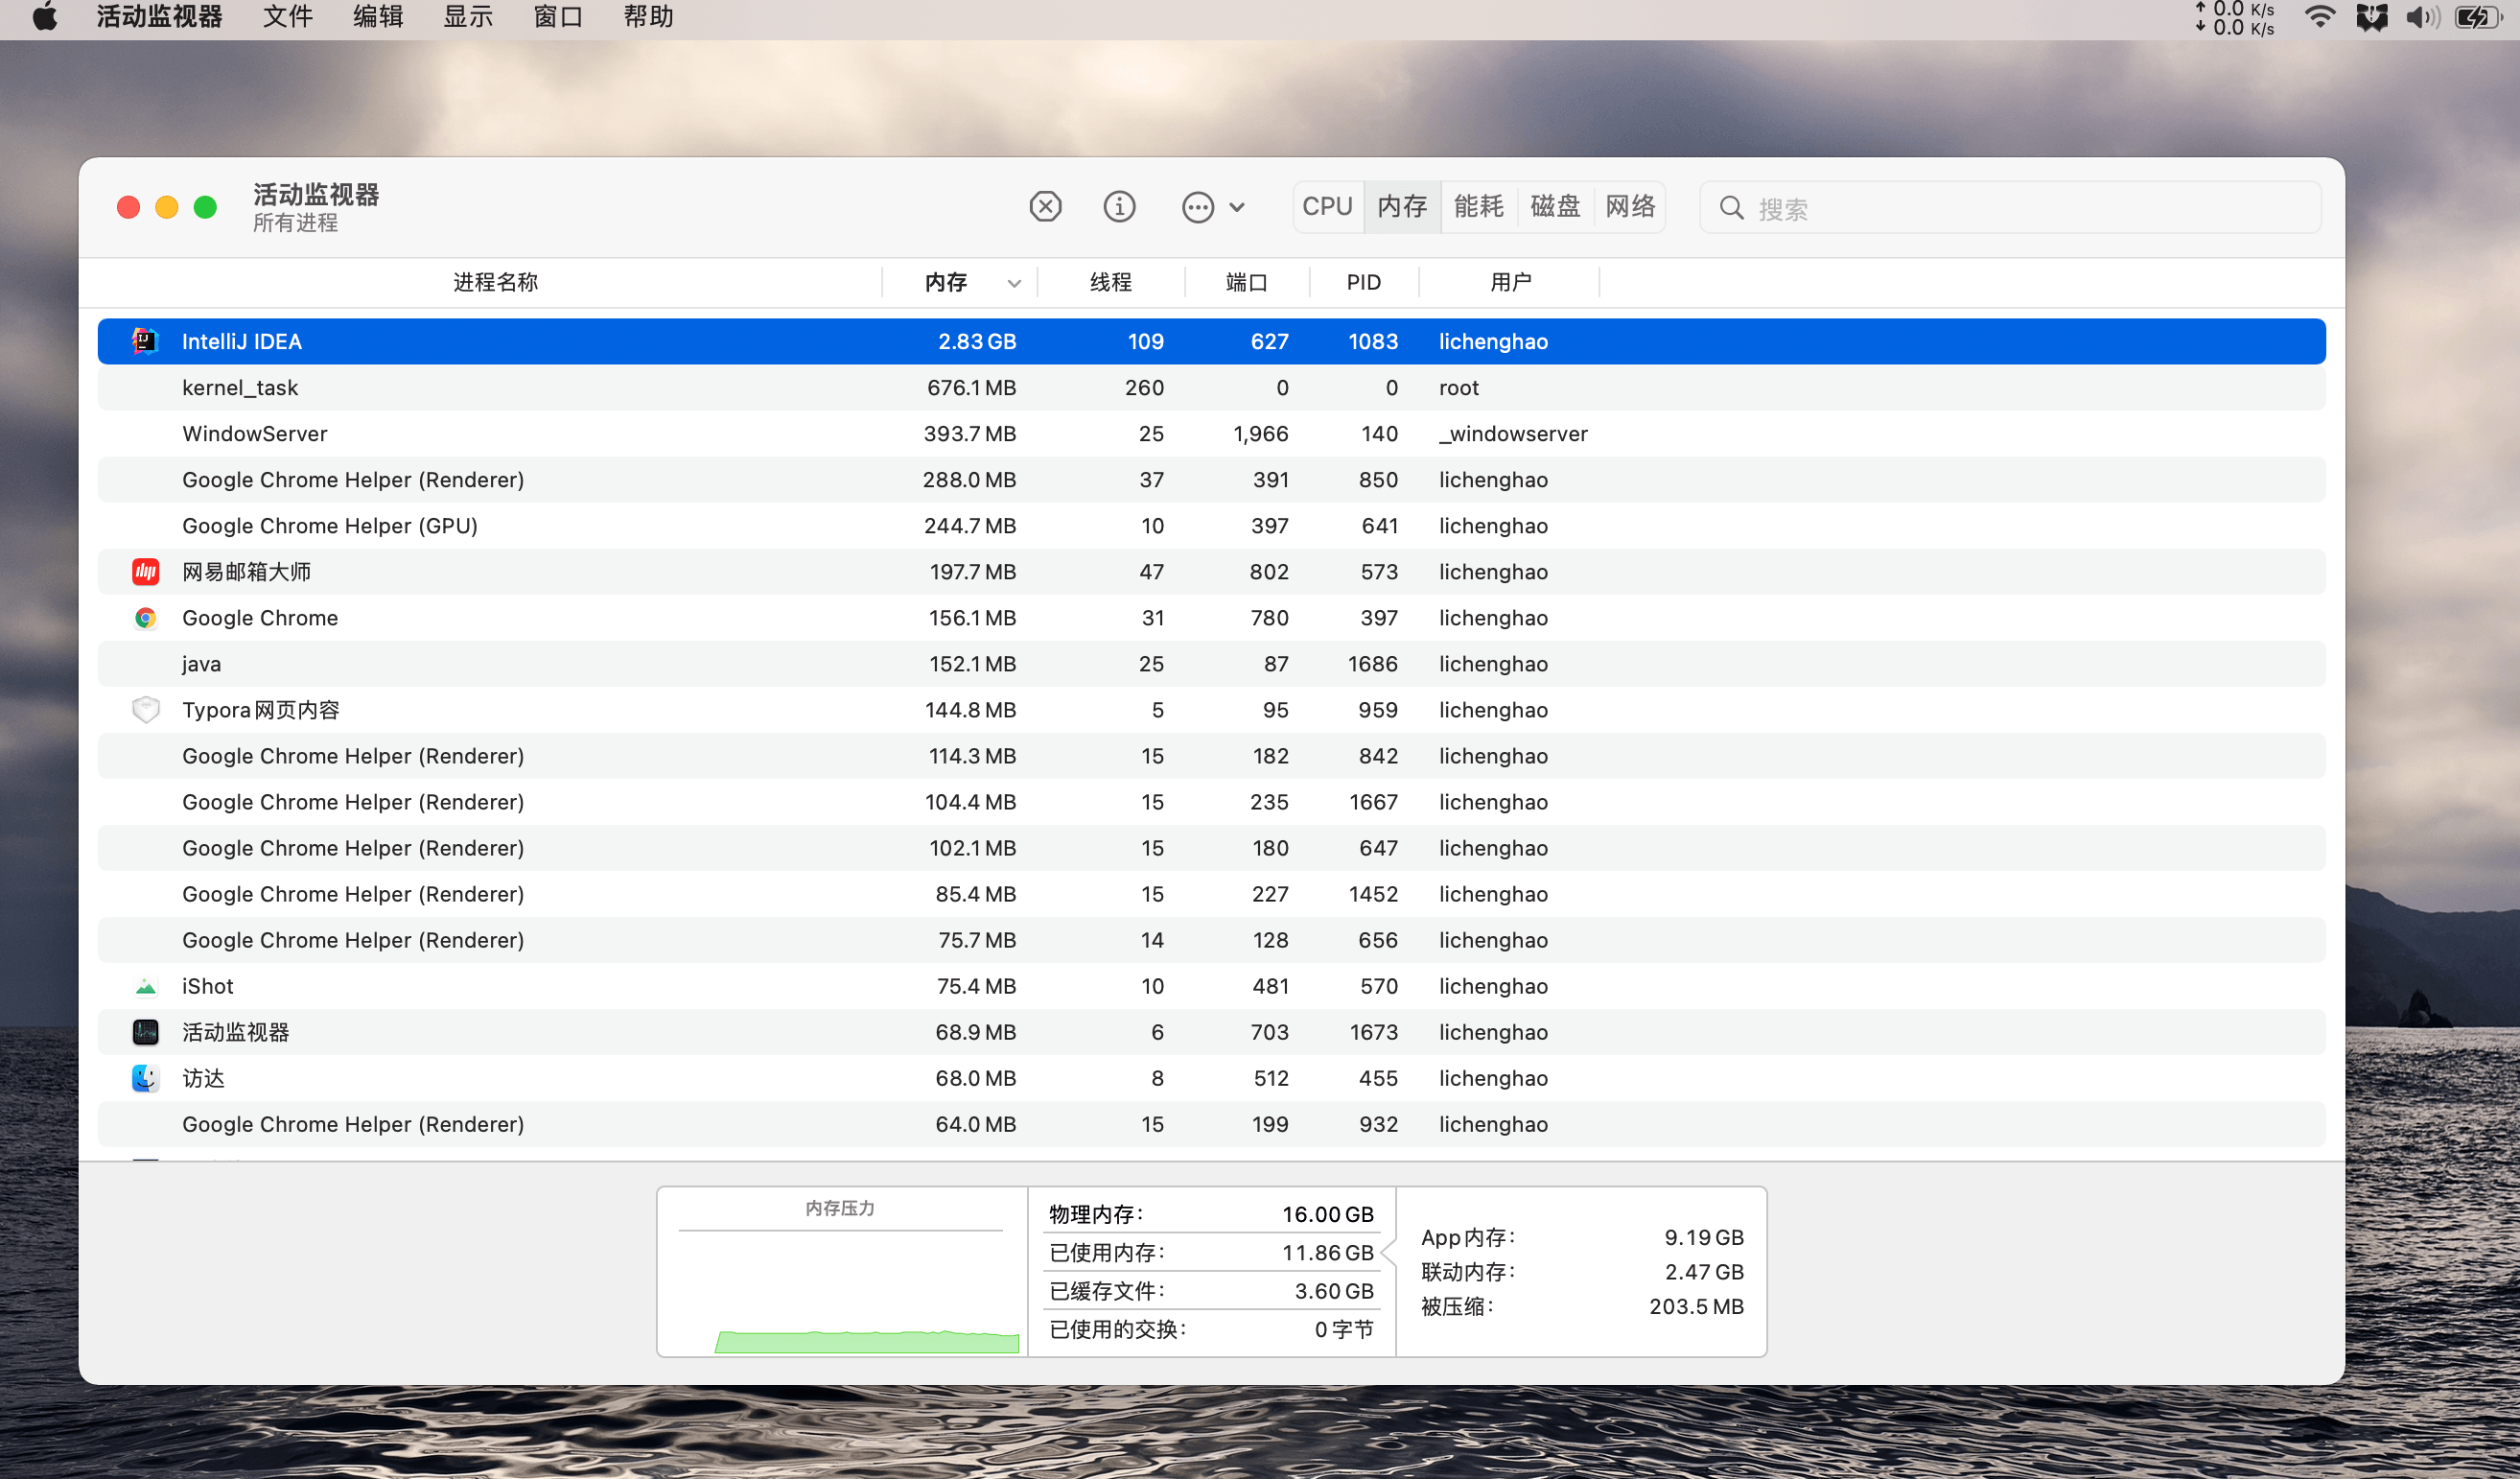 活动监视器 文件 编辑 显示 窗口 帮助 ↑ 0.0 K/s
↓ 0.0 K/s
活动监视器
所有进程
CPU 内存 能耗 磁盘 网络 搜索
进程名称 内存 线程 端口 PID 用户
IntelliJ IDEA 2.83 GB 109 627 1083 lichenghao
kernel_task 676.1 MB 260 0 0 root
WindowServer 393.7 MB 25 1,966 140 _windowserver
Google Chrome Helper (Renderer) 288.0 MB 37 391 850 lichenghao
Google Chrome Helper (GPU) 244.7 MB 10 397 641 lichenghao
网易邮箱大师 197.7 MB 47 802 573 lichenghao
Google Chrome 156.1 MB 31 780 397 lichenghao
java 152.1 MB 25 87 1686 lichenghao
Typora网页内容 144.8 MB 5 95 959 lichenghao
Google Chrome Helper (Renderer) 114.3 MB 15 182 842 lichenghao
Google Chrome Helper (Renderer) 104.4 MB 15 235 1667 lichenghao
Google Chrome Helper (Renderer) 102.1 MB 15 180 647 lichenghao
Google Chrome Helper (Renderer) 85.4 MB 15 227 1452 lichenghao
Google Chrome Helper (Renderer) 75.7 MB 14 128 656 lichenghao
iShot 75.4 MB 10 481 570 lichenghao
活动监视器 68.9 MB 6 703 1673 lichenghao
访达 68.0 MB 8 512 455 lichenghao
Google Chrome Helper (Renderer) 64.0 MB 15 199 932 lichenghao
内存压力
物理内存： 16.00 GB
已使用内存： 11.86 GB
已缓存文件： 3.60 GB
已使用的交换： 0 字节
App内存： 9.19 GB
联动内存： 2.47 GB
被压缩： 203.5 MB